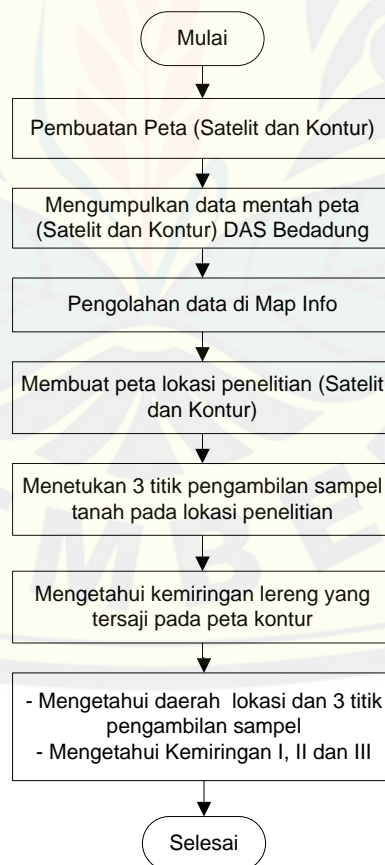 Mulai
Pembuatan Peta (Satelit dan Kontur)
Mengumpulkan data mentah peta
(Satelit dan Kontur) DAS Bedadung
Pengolahan data di Map Info
Membuat peta lokasi penelitian (Satelit
dan Kontur)
Menetukan 3 titik pengambilan sampel
tanah pada lokasi penelitian
MBE
Mengetahui kemiringan lereng yang
tersaji pada peta kontur
- Mengetahui daerah lokasi dan 3 titik
pengambilan sampel
- Mengetahui Kemiringan I, II dan III
Selesai